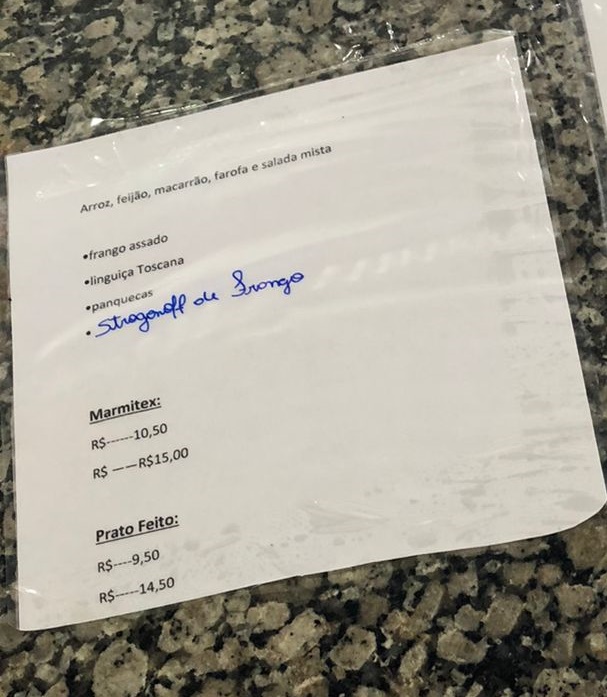 Arroz, feijão, macarrão, farofa e salada mista
•frango assado
•linguiça Toscana
•panquecas
• Strogonoff de Frango
Marmitex:
R$------10,50
R$ ——R$15,00
Prato Feito:
R$----9,50
R$-----14,50